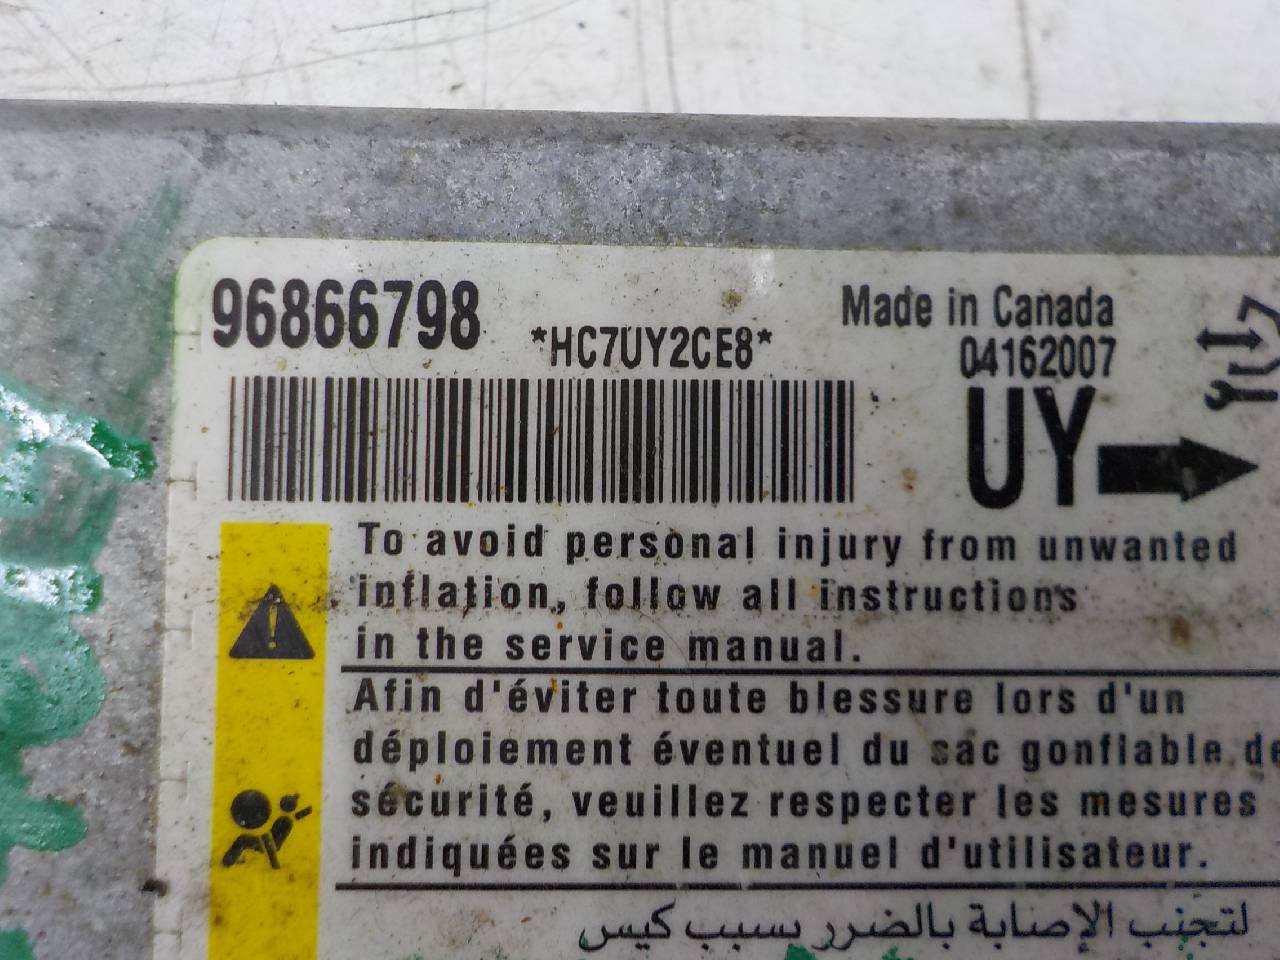 96866798
*HC7UY2CE8*
Made in Canada
04162007
UY
To avoid personal injury from unwanted
inflation, follow all instructions
in the service manual.
Afin d'éviter toute blessure lors d'un
déploiement éventuel du sac gonflable de
sécurité, veuillez respecter les mesures
indiquées sur le manuel d'utilisateur.
لتجنب الإصابة بالضرر بسبب كيس